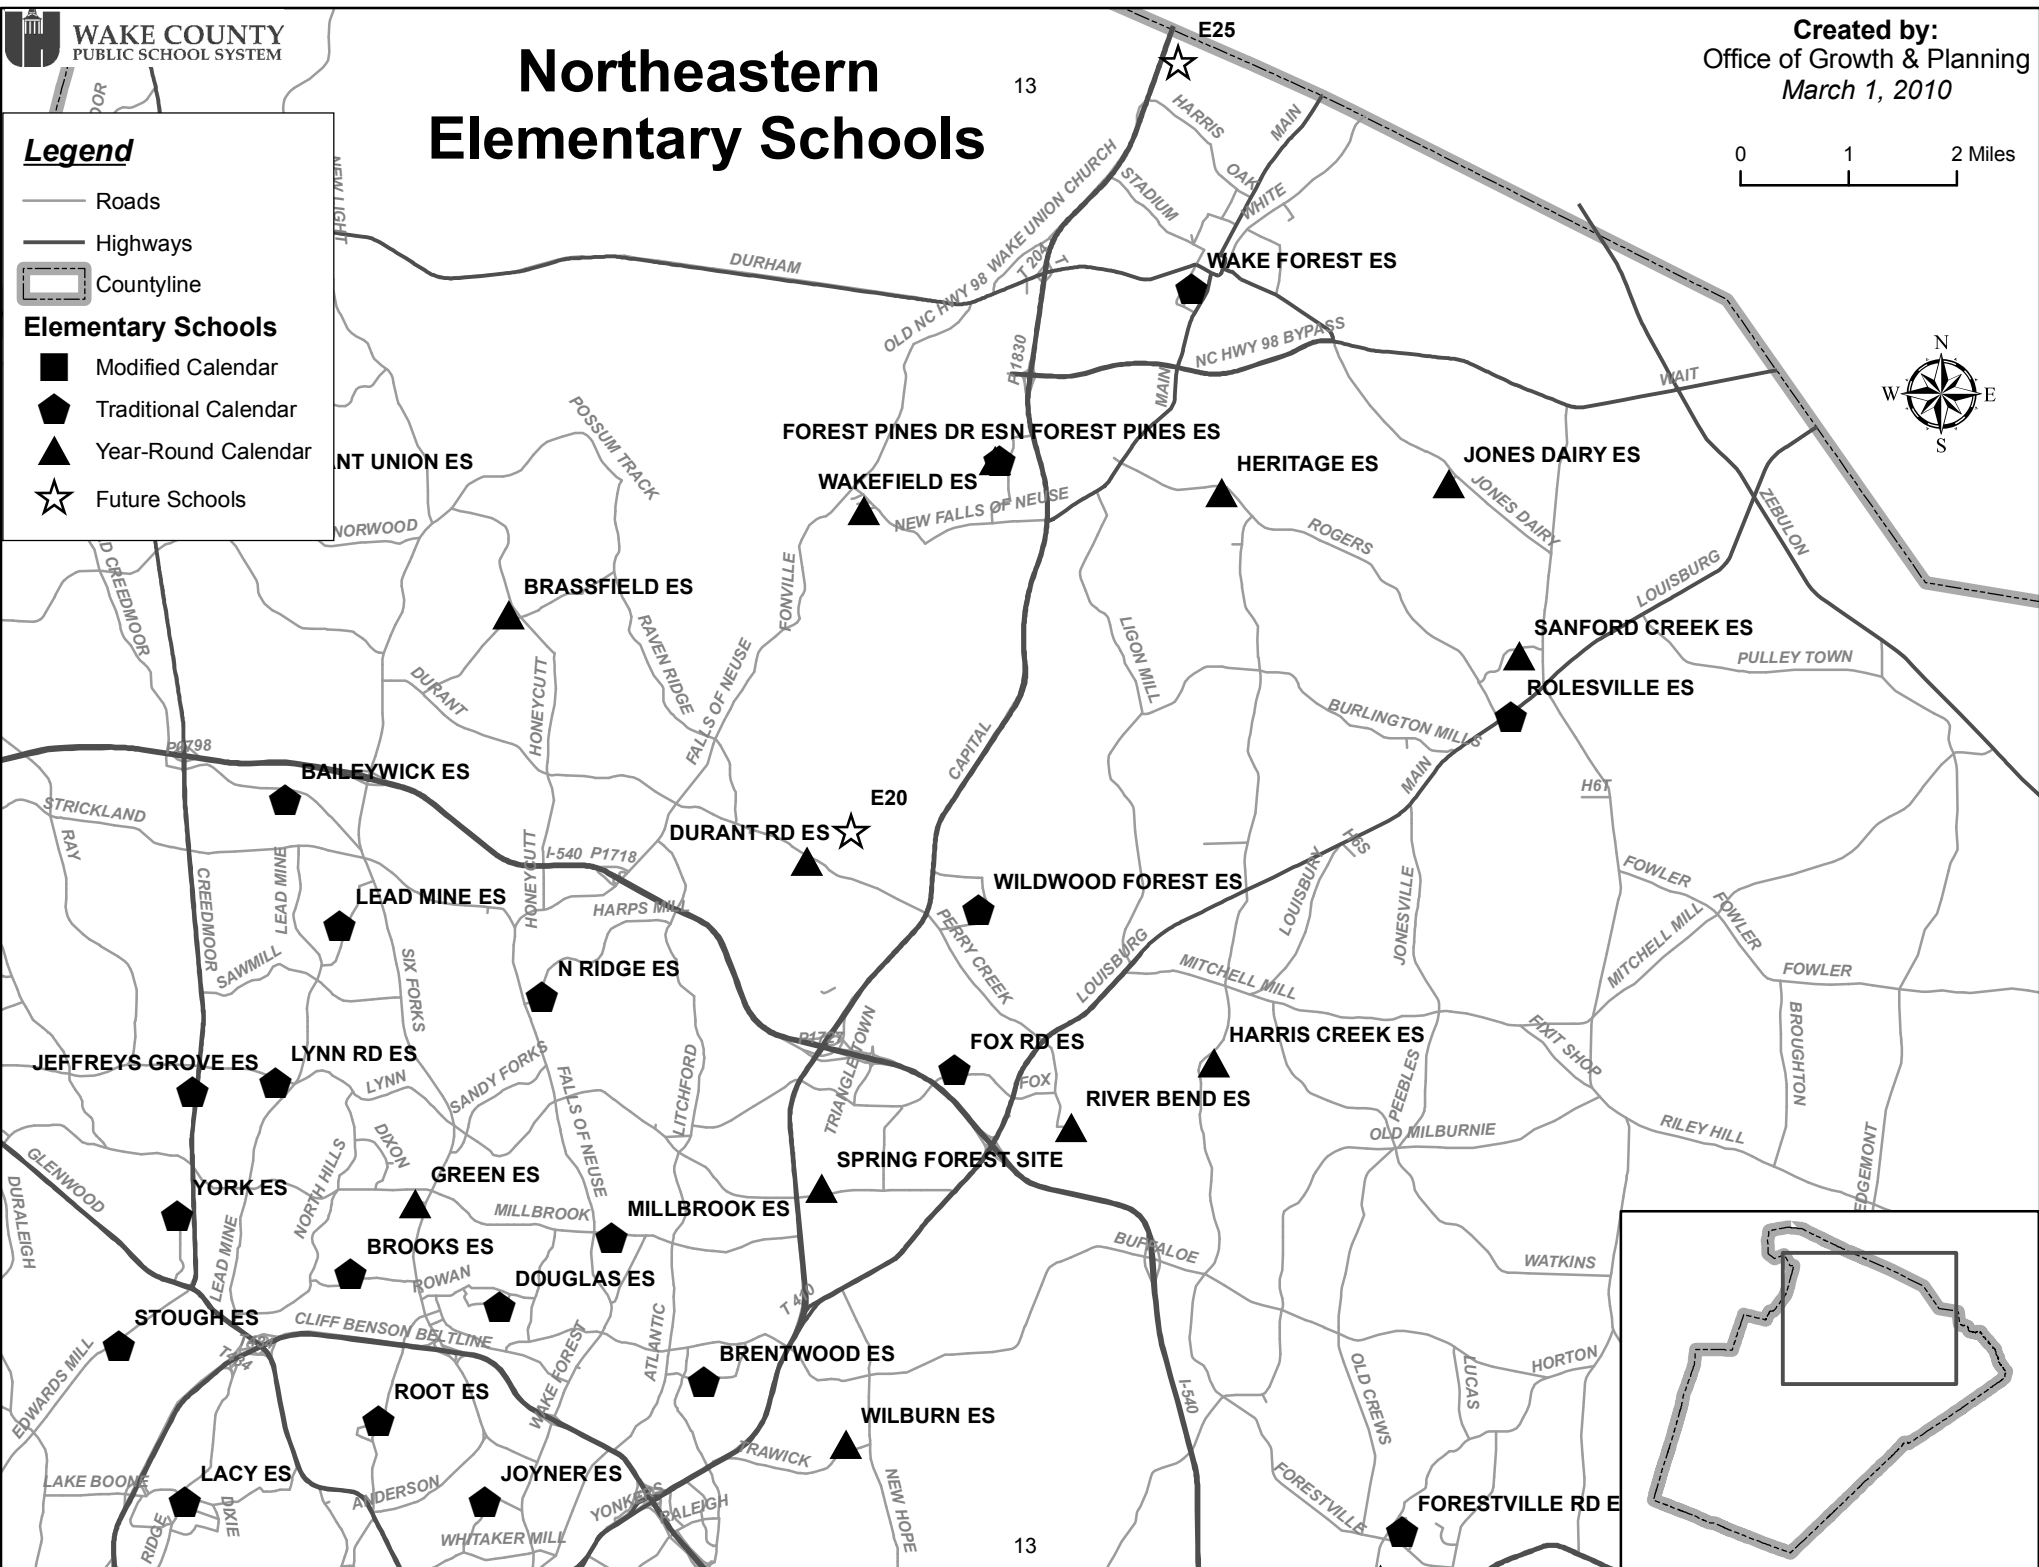 WAKE COUNTY
PUBLIC SCHOOL SYSTEM
Northeastern
Elementary Schools
13
E25
Created by:
Office of Growth & Planning
March 1, 2010
0 1 2 Miles
Legend
Roads
Highways
Countyline
Elementary Schools
Modified Calendar
Traditional Calendar
Year-Round Calendar
Future Schools
NEW LIGHT
HARRIS
MAIN
STADIUM
OAK
WHITE
DURHAM
OLD NC HWY 98
WAKE UNION CHURCH
WAKE FOREST ES
P1830
NC HWY 98 BYPASS
MAIN
WAIT
N
W E
S
POSSUM TRACK
FOREST PINES DR ES
N FOREST PINES ES
NT UNION ES
WAKEFIELD ES
HERITAGE ES
JONES DAIRY ES
NORWOOD
NEW FALLS OF NEUSE
ROGERS
JONES DAIRY
ZEBULON
D CREEDMOOR
BRASSFIELD ES
FONVILLE
LOUISBURG
RAVEN RIDGE
LIGON MILL
SANFORD CREEK ES
PULLEY TOWN
DURANT
HONEYCUTT
FALLS OF NEUSE
ROLESVILLE ES
BURLINGTON MILLS
CAPITAL
MAIN
BAILEYWICK ES
STRICKLAND
E20
H6T
RAY
DURANT RD ES
H6S
I-540
P1718
CREEDMOOR
LEAD MINE
HONEYCUTT
LEAD MINE ES
HARPS MILL
WILDWOOD FOREST ES
LOUISBURY
JONESVILLE
FOWLER
FOWLER
MITCHELL MILL
SAWMILL
SIX FORKS
N RIDGE ES
PERRY CREEK
LOUISBURG
MITCHELL MILL
FOWLER
BROUGHTON
FIXIT SHOP
TRIANGLE TOWN
JEFFREYS GROVE ES
LYNN RD ES
LYNN
SANDY FORKS
FALLS OF NEUSE
LITCHFORD
FOX RD ES
FOX
HARRIS CREEK ES
RIVER BEND ES
PEEBLES
OLD MILBURNIE
RILEY HILL
EDGEMONT
GLENWOOD
DURALEIGH
DIXON
NORTH HILLS
SPRING FOREST SITE
YORK ES
GREEN ES
MILLBROOK
MILLBROOK ES
LEAD MINE
BROOKS ES
ROWAN
DOUGLAS ES
BUFFALOE
WATKINS
STOUGH ES
CLIFF BENSON BELTLINE
T 410
EDWARDS MILL
WAKE FOREST
ATLANTIC
BRENTWOOD ES
I-540
OLD CREWS
LUCAS
HORTON
ROOT ES
WILBURN ES
TRAWICK
LAKE BOONE
LACY ES
RIDGE
DIXIE
ANDERSON
JOYNER ES
WHITAKER MILL
YONKERS
RALEIGH
NEW HOPE
FORESTVILLE
FORESTVILLE RD E
13